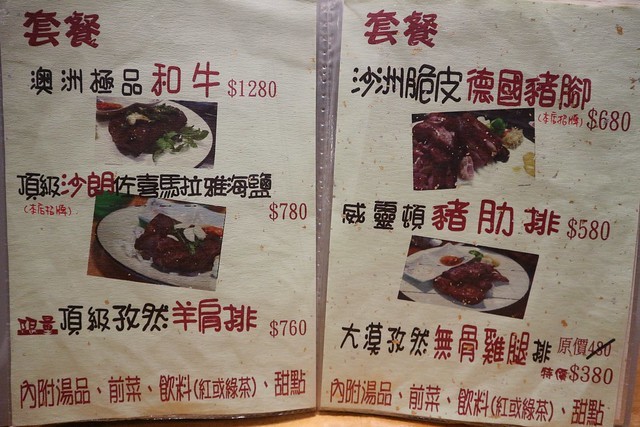 套餐
澳洲極品和牛 $1280
頂級沙朗佐喜馬拉雅海鹽
(本店招牌) $780
限量 頂級孜然羊肩排 $760
內附湯品、前菜、飲料(紅或綠茶)、甜點
套餐
沙洲脆皮德國豬腳
(本店招牌) $680
威靈頓豬肋排 $580
大漠孜然無骨雞腿排 原價480
特價$380
內附湯品、前菜、飲料(紅或綠茶)、甜點